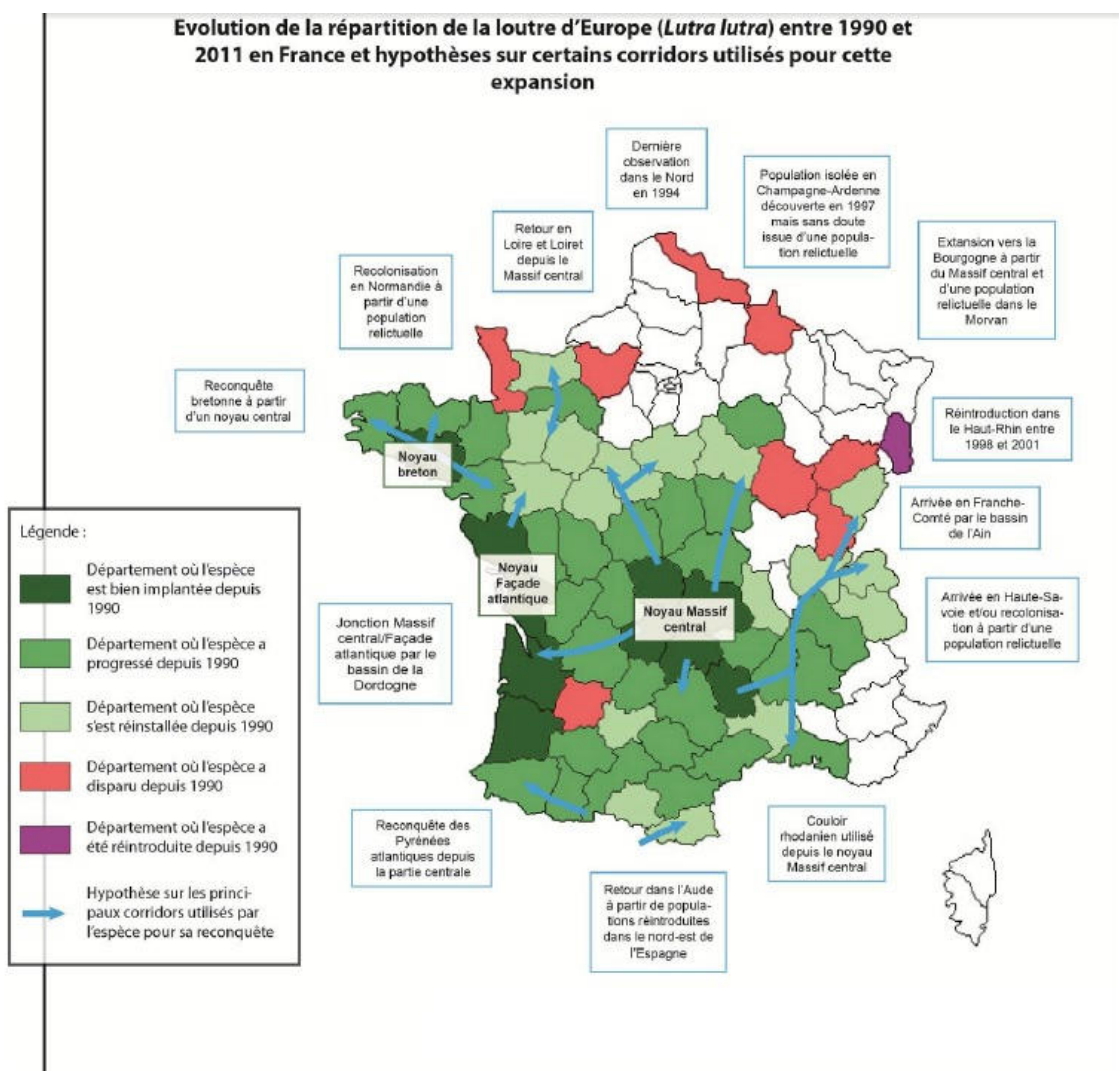 Evolution de la répartition de la loutre d’Europe (Lutra lutra) entre 1990 et
2011 en France et hypothèses sur certains corridors utilisés pour cette
expansion
Dernière
observation
dans le Nord
en 1994
Population isolée en
Champagne-Ardenne
découverte en 1997
mais sans doute
issue d'une popula-
tion relictuelle
Retour en
Loire et Loiret
depuis le
Massif central
Extansion vers la
Bourgogne à partir
du Massif central et
d'une population
relictuelle dans le
Morvan
Recolonisation
en Normandie à
partir d'une
population
relictuelle
Reconquête
bretonne à partir
d'un noyau central
Réintroduction dans
le Haut-Rhin entre
1998 et 2001
Noyau
breton
Arrivée en Franche-
Comté par le bassin
de l'Ain
Noyau
Façade
atlantique
Noyau Massif
central
Arrivée en Haute-Sa-
voie et/ou recolonisa-
tion à partir d'une
population relictuelle
Jonction Massif
central/Façade
atlantique par le
bassin de la
Dordogne
Légende :
Département où l'espèce
est bien implantée depuis
1990
Département où l'espèce a
progressé depuis 1990
Département où l'espèce
s'est réinstallée depuis 1990
Département où l'espèce a
disparu depuis 1990
Département où l'espèce a
été réintroduite depuis 1990
Hypothèse sur les princi-
paux corridors utilisés par
l'espèce pour sa reconquête
Reconquête des
Pyrénées
atlantiques depuis
la partie centrale
Couloir
rhodanien utilisé
depuis le noyau
Massif central
Retour dans l'Aude
à partir de popula-
tions réintroduites
dans le nord-est de
l'Espagne